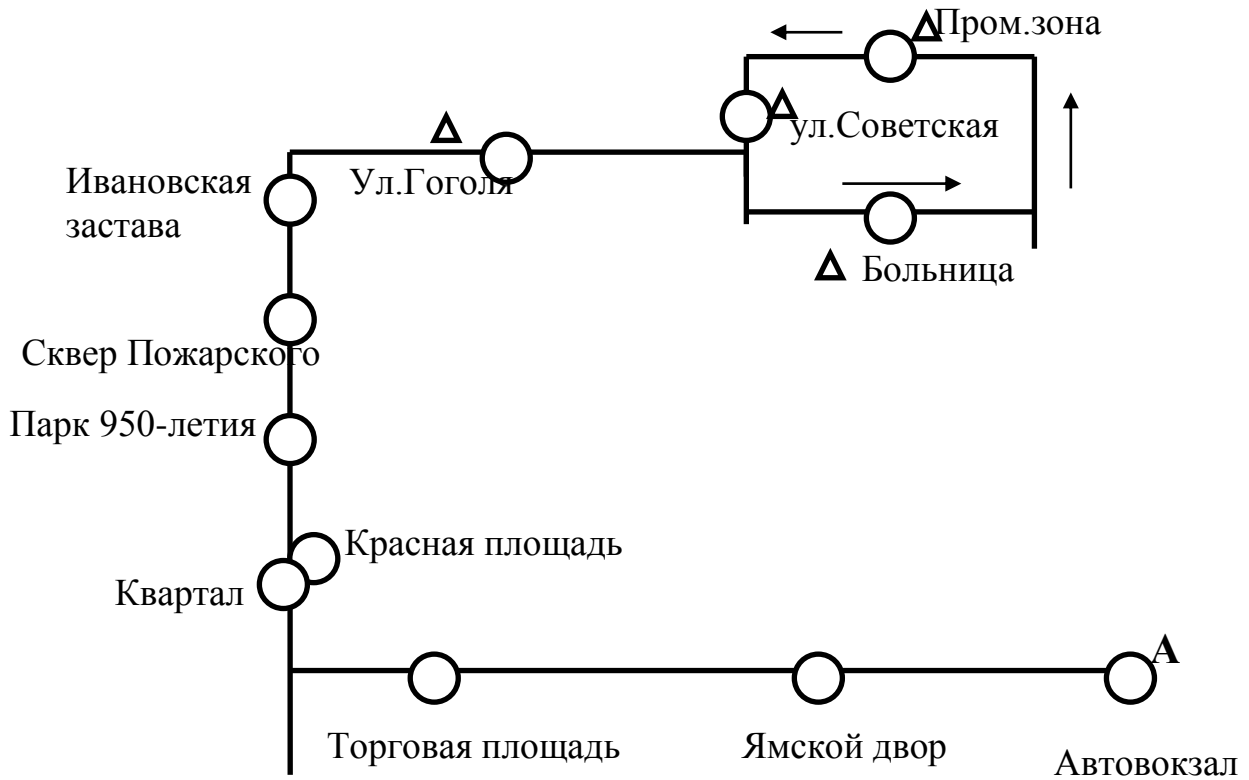 Пром.зона
ул.Советская
Ивановская
застава
Ул.Гоголя
Больница
Сквер Пожарского
Парк 950-летия
Красная площадь
Квартал
А
Торговая площадь
Ямской двор
Автовокзал